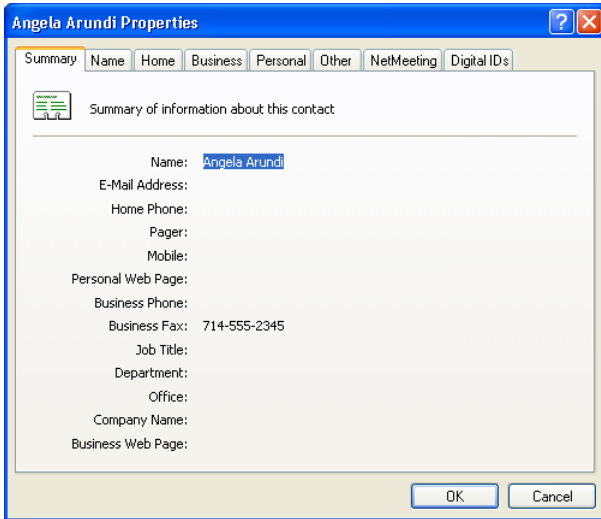 Angela Arundi Properties
Summary Name Home Business Personal Other NetMeeting Digital IDs
Summary of information about this contact
Name: Angela Arundi
E-Mail Address:
Home Phone:
Pager:
Mobile:
Personal Web Page:
Business Phone:
Business Fax: 714-555-2345
Job Title:
Department:
Office:
Company Name:
Business Web Page:
OK Cancel